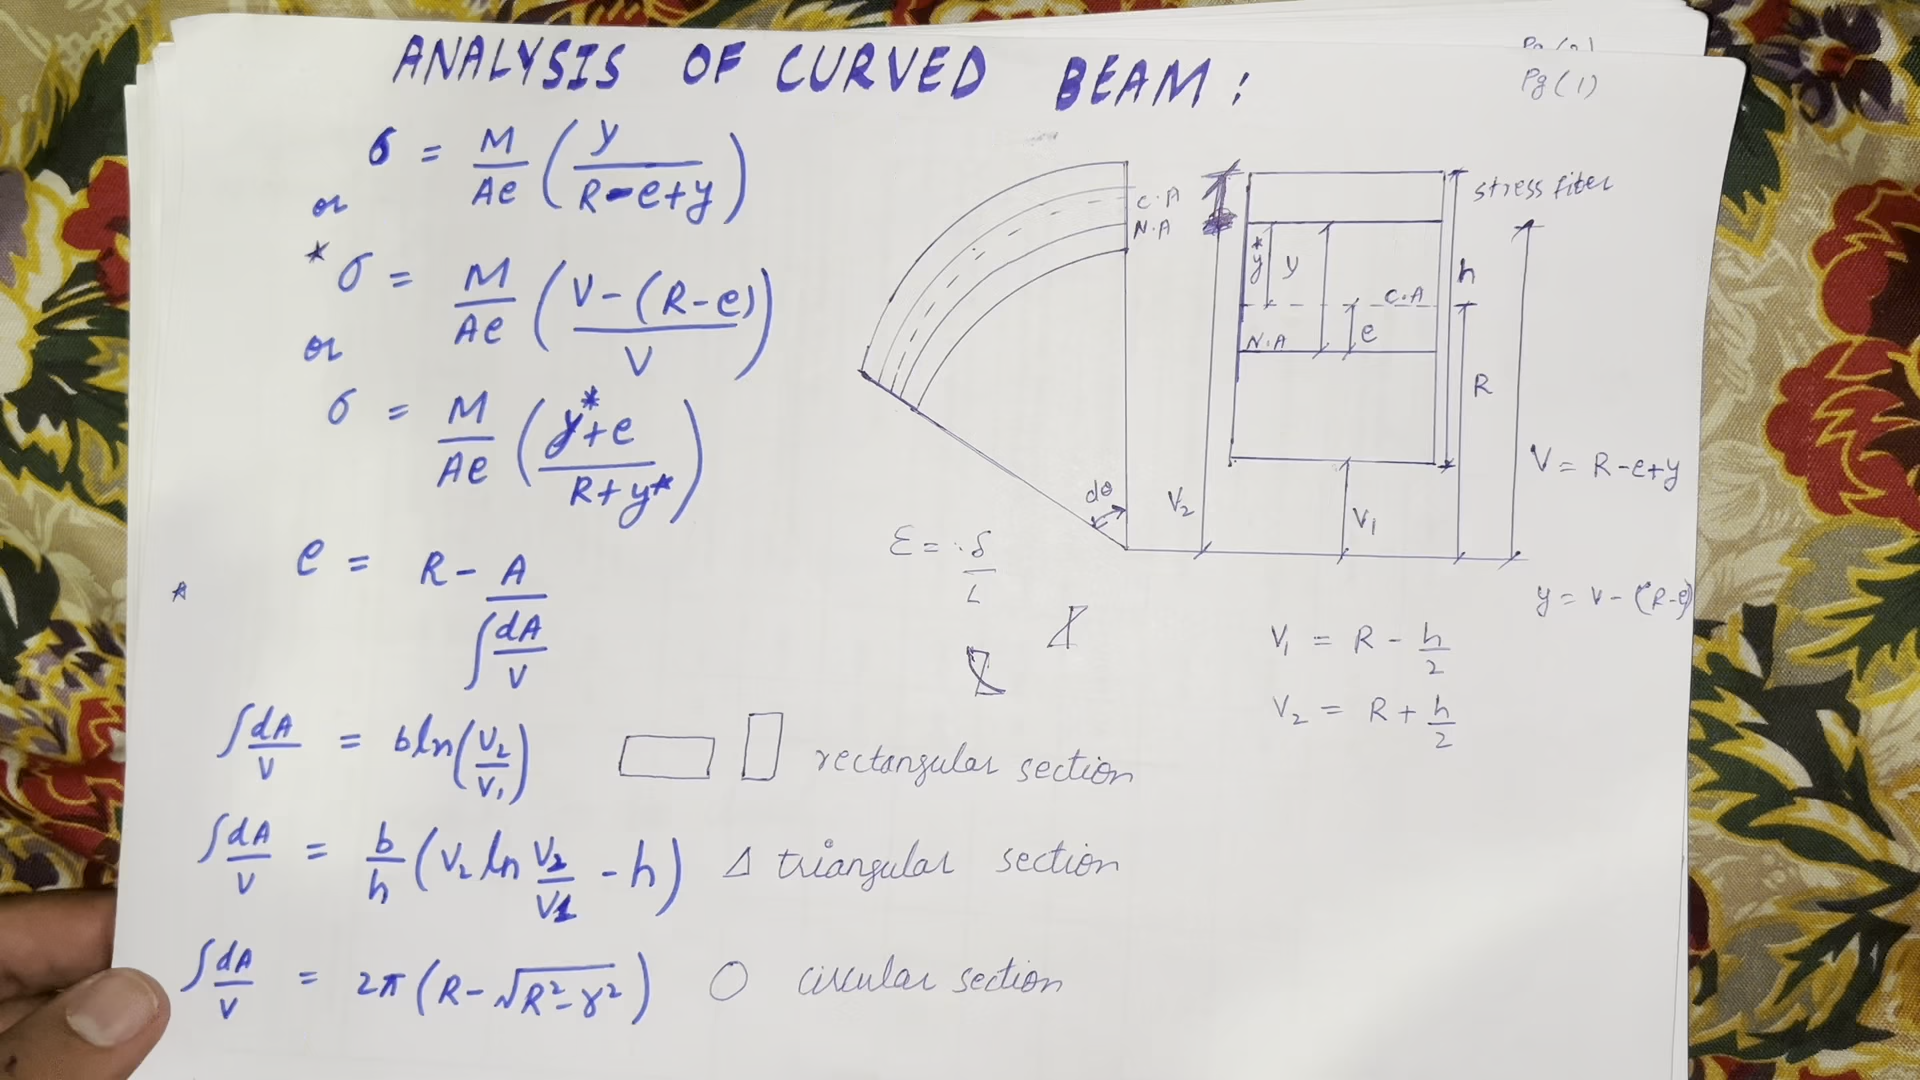 ANALYSIS OF CURVED BEAM :
Pg (1)
σ = M/Ae (y/(R-e+y))
or
* σ = M/Ae ((V-(R-e))/V)
or
σ = M/Ae ((y*+e)/(R+y*))
* e = R - A/(∫dA/V)
∫dA/V = b ln(V₂/V₁) rectangular section
∫dA/V = b/h (V₂ ln V₂/V₁ - h) Δ triangular section
∫dA/V = 2π (R-√(R²-r²)) ○ circular section
C.A
N.A
dθ
ε = δ/L
stress fiber
y*
y
h
C.A
e
N.A
R
V₂
V₁
V = R-e+y
y = V-(R-e)
V₁ = R - h/2
V₂ = R + h/2